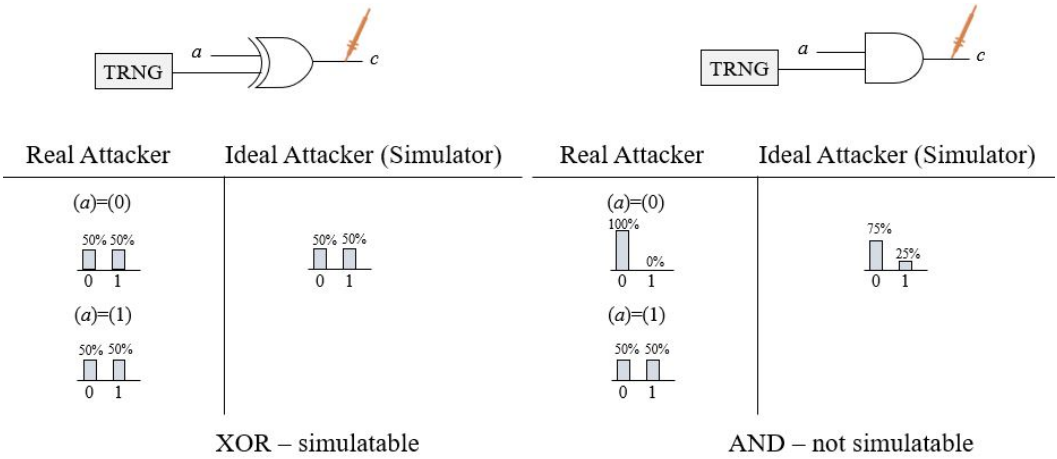 a
TRNG
c
Real Attacker Ideal Attacker (Simulator)
(a)=(0)
50% 50%
0 1
50% 50%
0 1
(a)=(1)
50% 50%
0 1
XOR – simulatable
a
TRNG
c
Real Attacker Ideal Attacker (Simulator)
(a)=(0)
100%
0%
0 1
75%
25%
0 1
(a)=(1)
50% 50%
0 1
AND – not simulatable